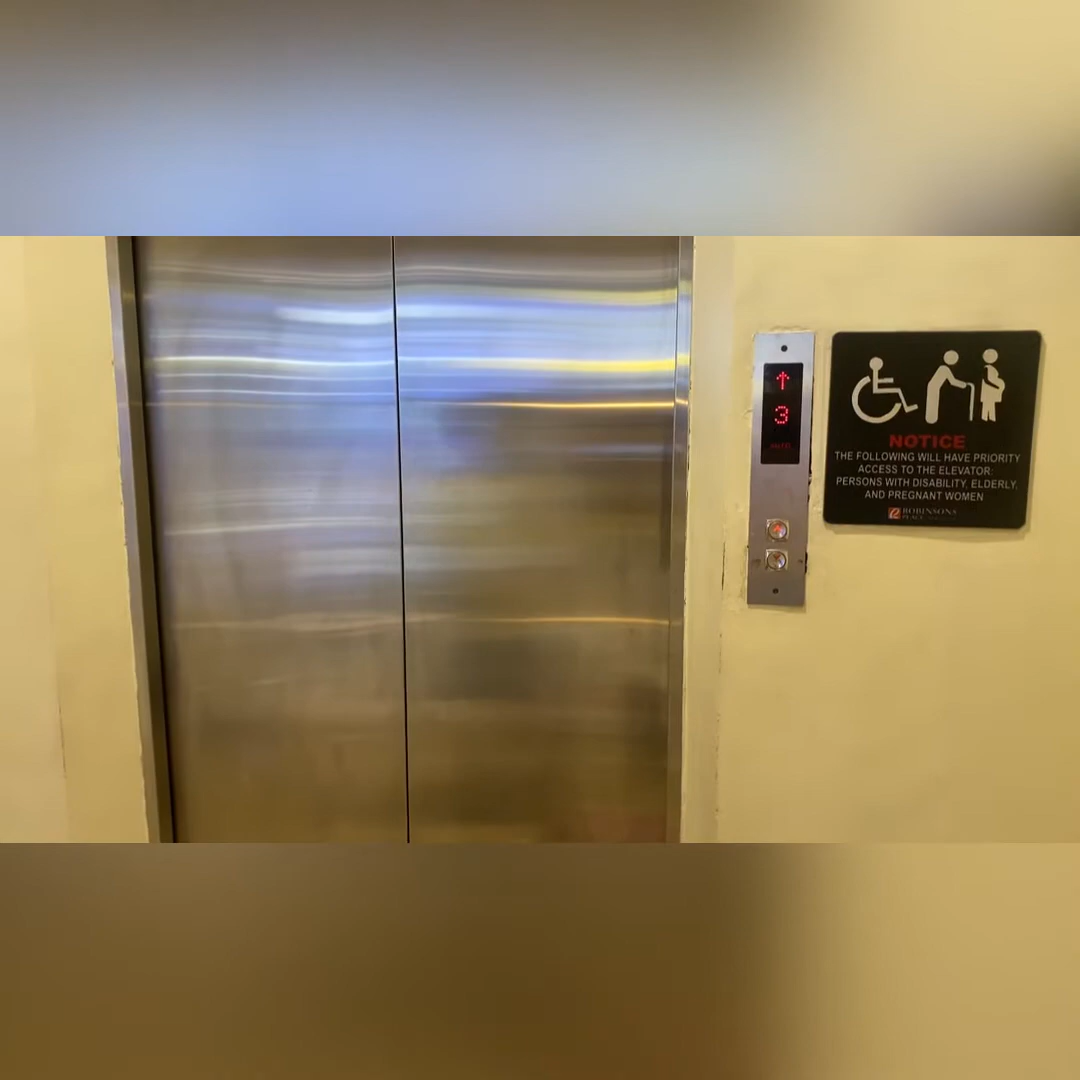 3
NOTICE
THE FOLLOWING WILL HAVE PRIORITY
ACCESS TO THE ELEVATOR:
PERSONS WITH DISABILITY, ELDERLY,
AND PREGNANT WOMEN
ROBINSONS
PLACE